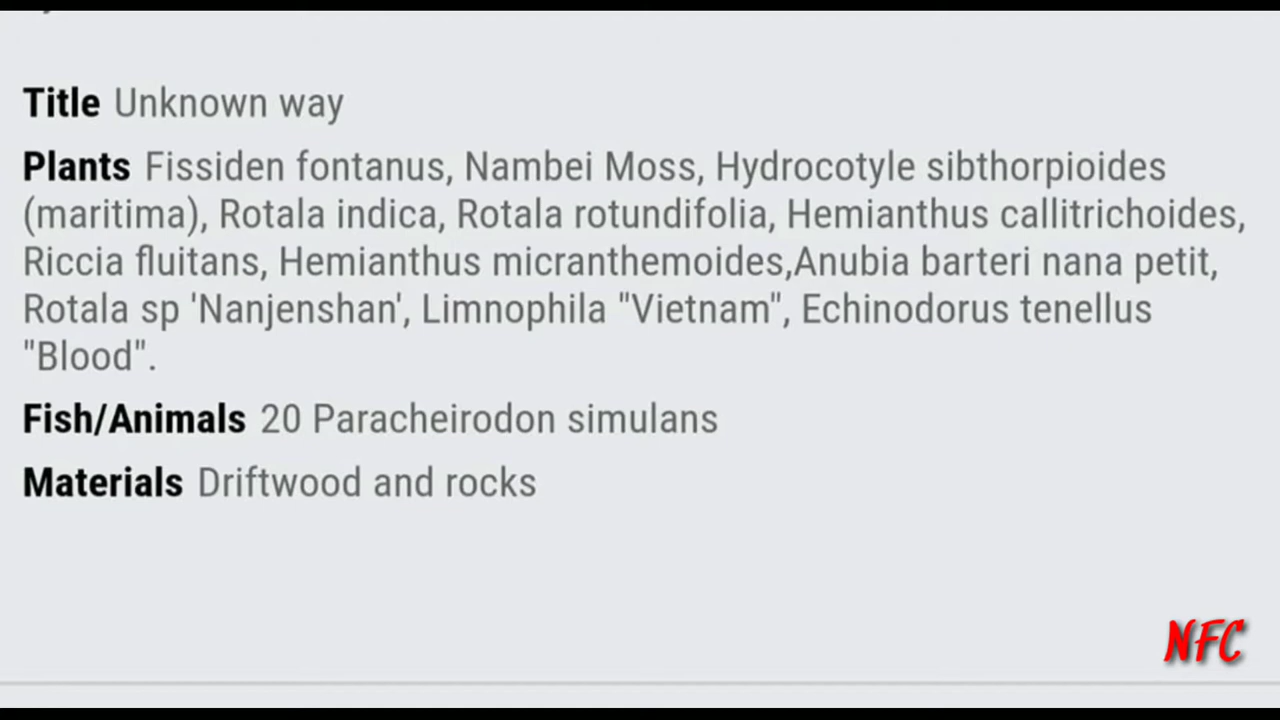 Title Unknown way
Plants Fissiden fontanus, Nambei Moss, Hydrocotyle sibthorpioides
(maritima), Rotala indica, Rotala rotundifolia, Hemianthus callitrichoides,
Riccia fluitans, Hemianthus micranthemoides,Anubia barteri nana petit,
Rotala sp 'Nanjenshan', Limnophila "Vietnam", Echinodorus tenellus
"Blood".
Fish/Animals 20 Paracheirodon simulans
Materials Driftwood and rocks
NFC